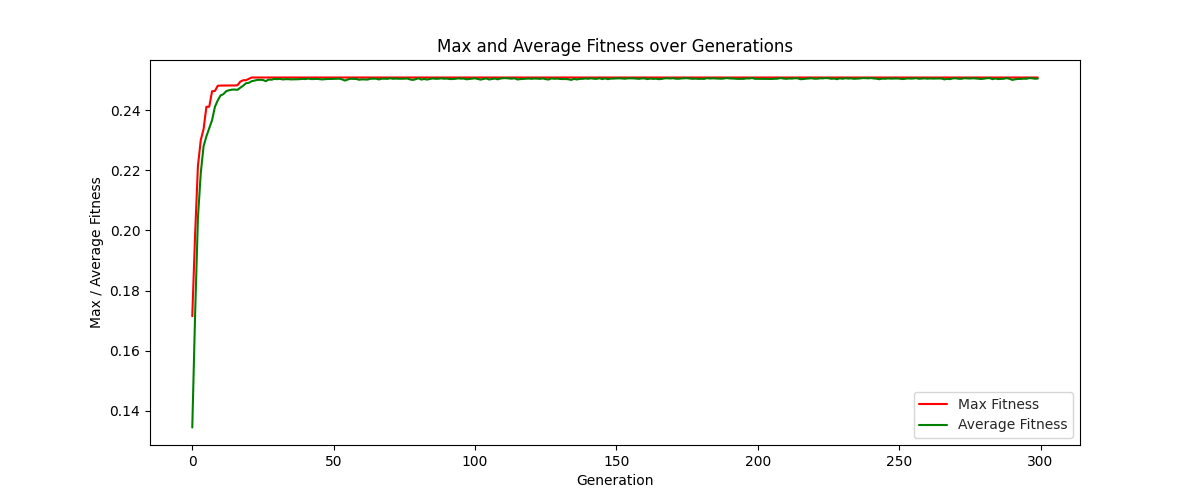 Max and Average Fitness over Generations
Max / Average Fitness
0.24
0.22
0.20
0.18
0.16
0.14
0
50
100
150
200
250
300
Generation
Max Fitness
Average Fitness